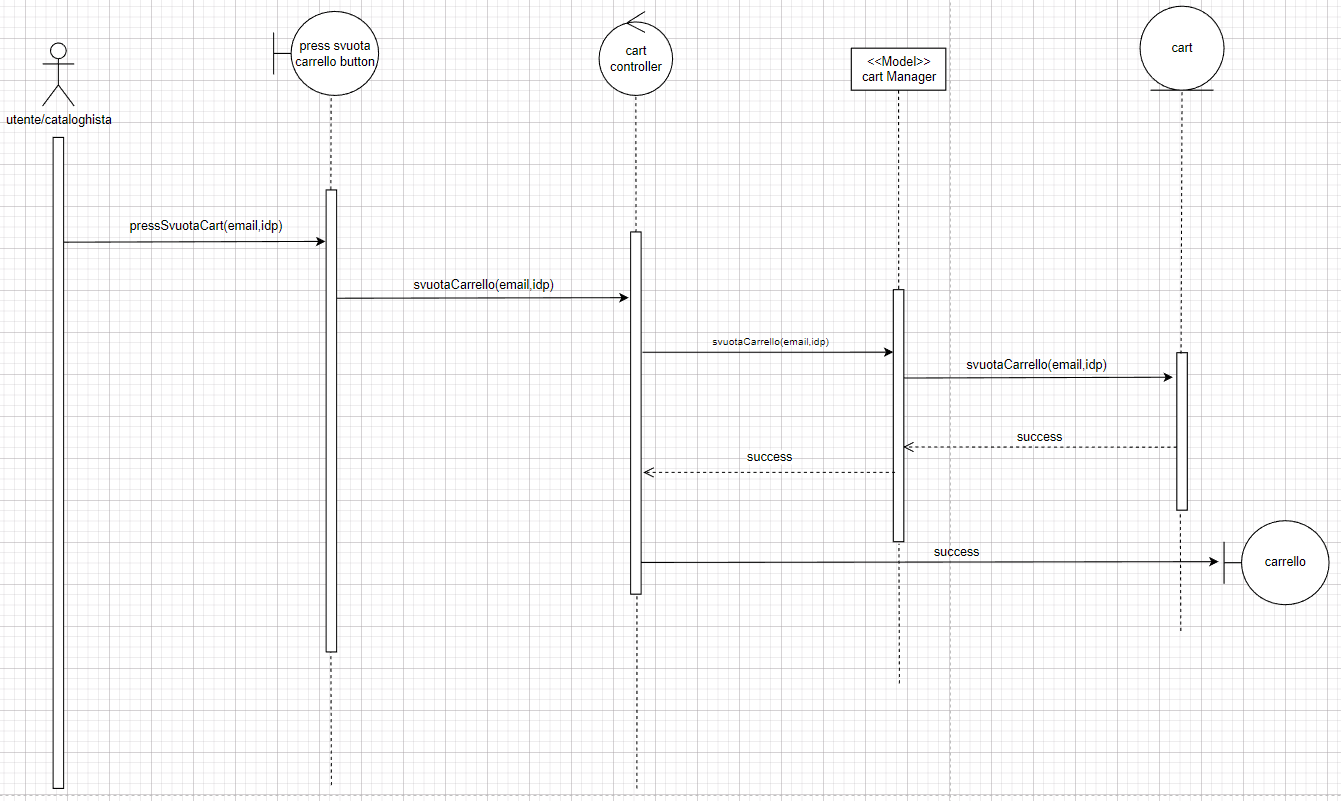 press svuota
carrello button
cart
controller
<<Model>>
cart Manager
cart
utente/cataloghista
pressSvuotaCart(email,idp)
svuotaCarrello(email,idp)
svuotaCarrello(email,idp)
svuotaCarrello(email,idp)
success
success
success
carrello